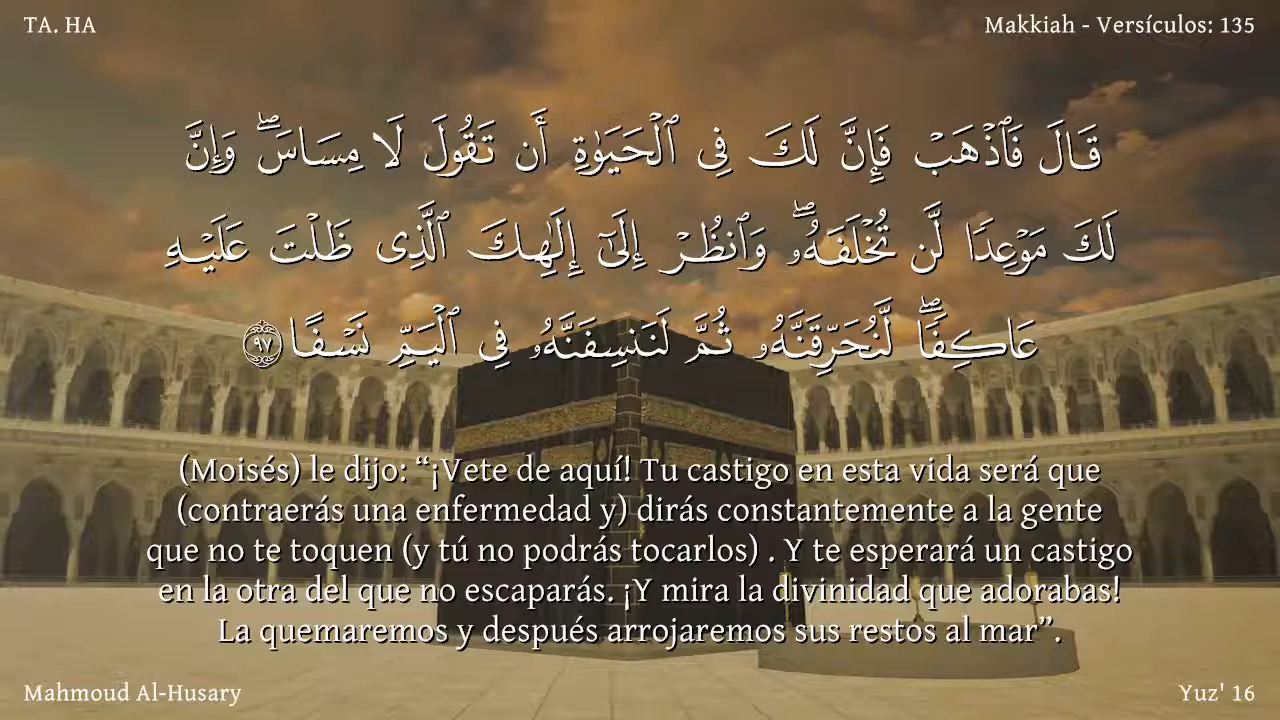 TA. HA
Makkiah - Versículos: 135
قَالَ فَٱذْهَبْ فَإِنَّ لَكَ فِى ٱلْحَيَوٰةِ أَن تَقُولَ لَا مِسَاسَ ۖ وَإِنَّ
لَكَ مَوْعِدًا لَّن تُخْلَفَهُۥ ۖ وَٱنظُرْ إِلَىٰٓ إِلَٰهِكَ ٱلَّذِى ظَلْتَ عَلَيْهِ
عَاكِفًا ۖ لَّنُحَرِّقَنَّهُۥ ثُمَّ لَنَنسِفَنَّهُۥ فِى ٱلْيَمِّ نَسْفًا ٩٧
(Moisés) le dijo: “¡Vete de aquí! Tu castigo en esta vida será que
(contraerás una enfermedad y) dirás constantemente a la gente
que no te toquen (y tú no podrás tocarlos) . Y te esperará un castigo
en la otra del que no escaparás. ¡Y mira la divinidad que adorabas!
La quemaremos y después arrojaremos sus restos al mar”.
Mahmoud Al-Husary
Yuz' 16